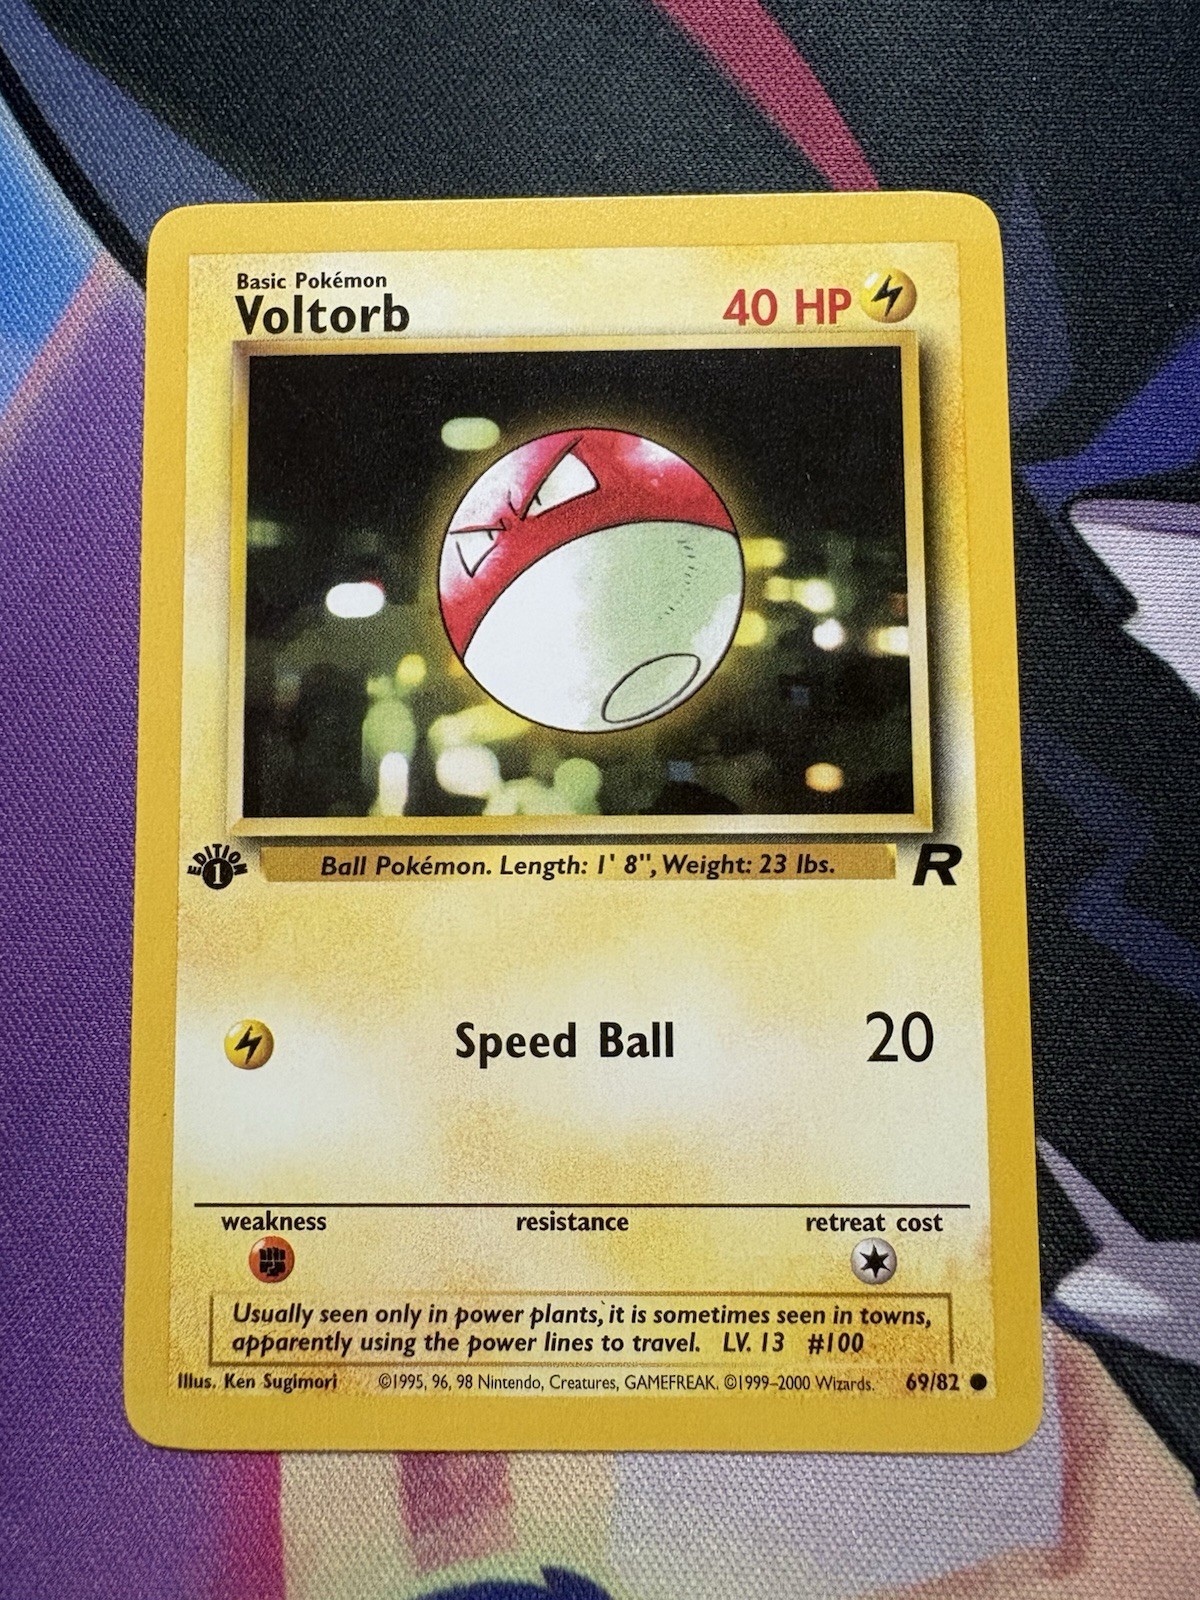 Basic Pokémon
Voltorb
40 HP
EDITION
1
Ball Pokémon. Length: 1' 8", Weight: 23 lbs.
R
Speed Ball 20
weakness resistance retreat cost
Usually seen only in power plants, it is sometimes seen in towns,
apparently using the power lines to travel. LV. 13 #100
Illus. Ken Sugimori ©1995, 96, 98 Nintendo, Creatures, GAMEFREAK. ©1999–2000 Wizards. 69/82